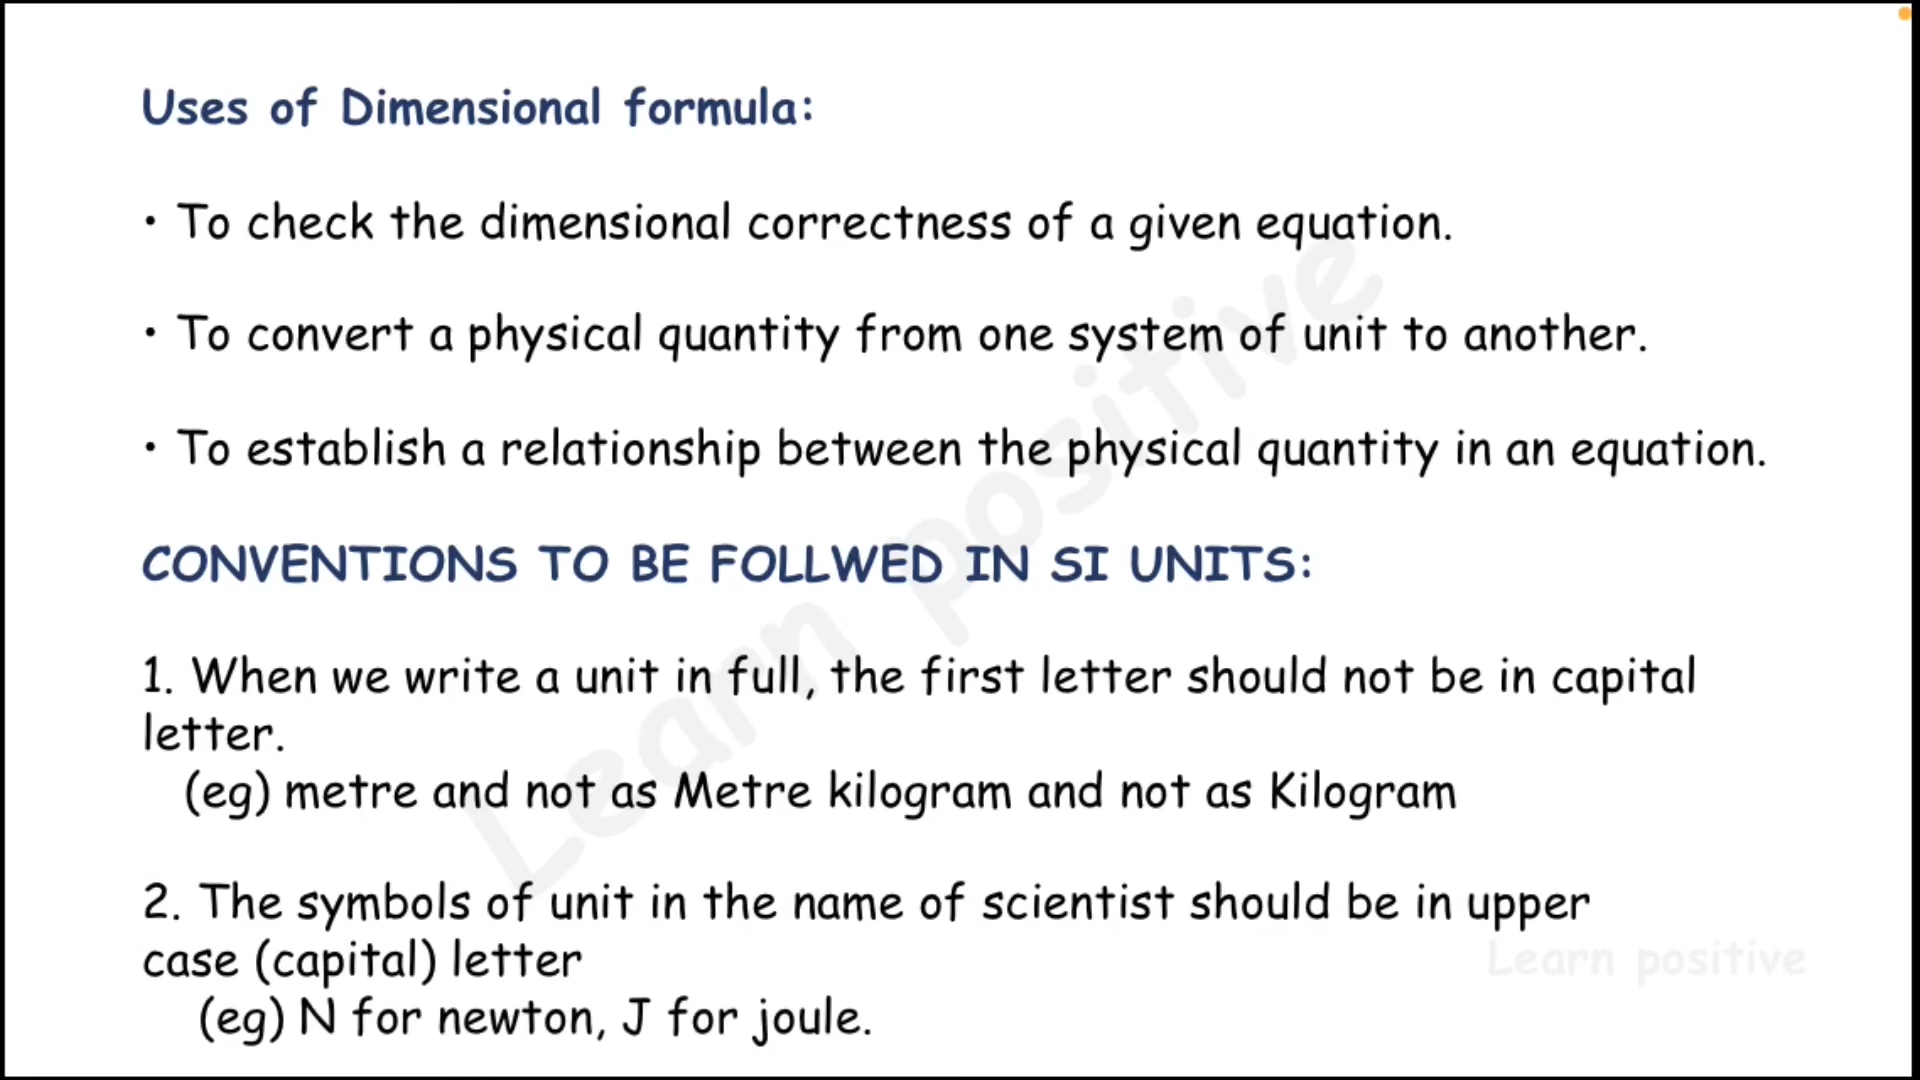 Uses of Dimensional formula:
• To check the dimensional correctness of a given equation.
• To convert a physical quantity from one system of unit to another.
• To establish a relationship between the physical quantity in an equation.
CONVENTIONS TO BE FOLLWED IN SI UNITS:
1. When we write a unit in full, the first letter should not be in capital
letter.
(eg) metre and not as Metre kilogram and not as Kilogram
2. The symbols of unit in the name of scientist should be in upper
case (capital) letter
(eg) N for newton, J for joule.
Learn positive
Learn positive